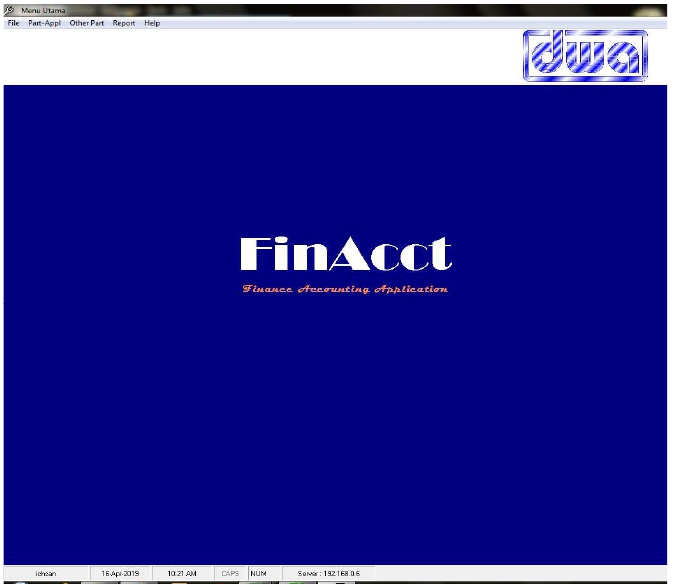 Menu Utama
File Part-Appl Other Part Report Help
dwa
FinAcct
Finance Accounting Application
ichsan 16-Apr-2019 10:21 AM CAPS NUM Server : 192.168.0.6